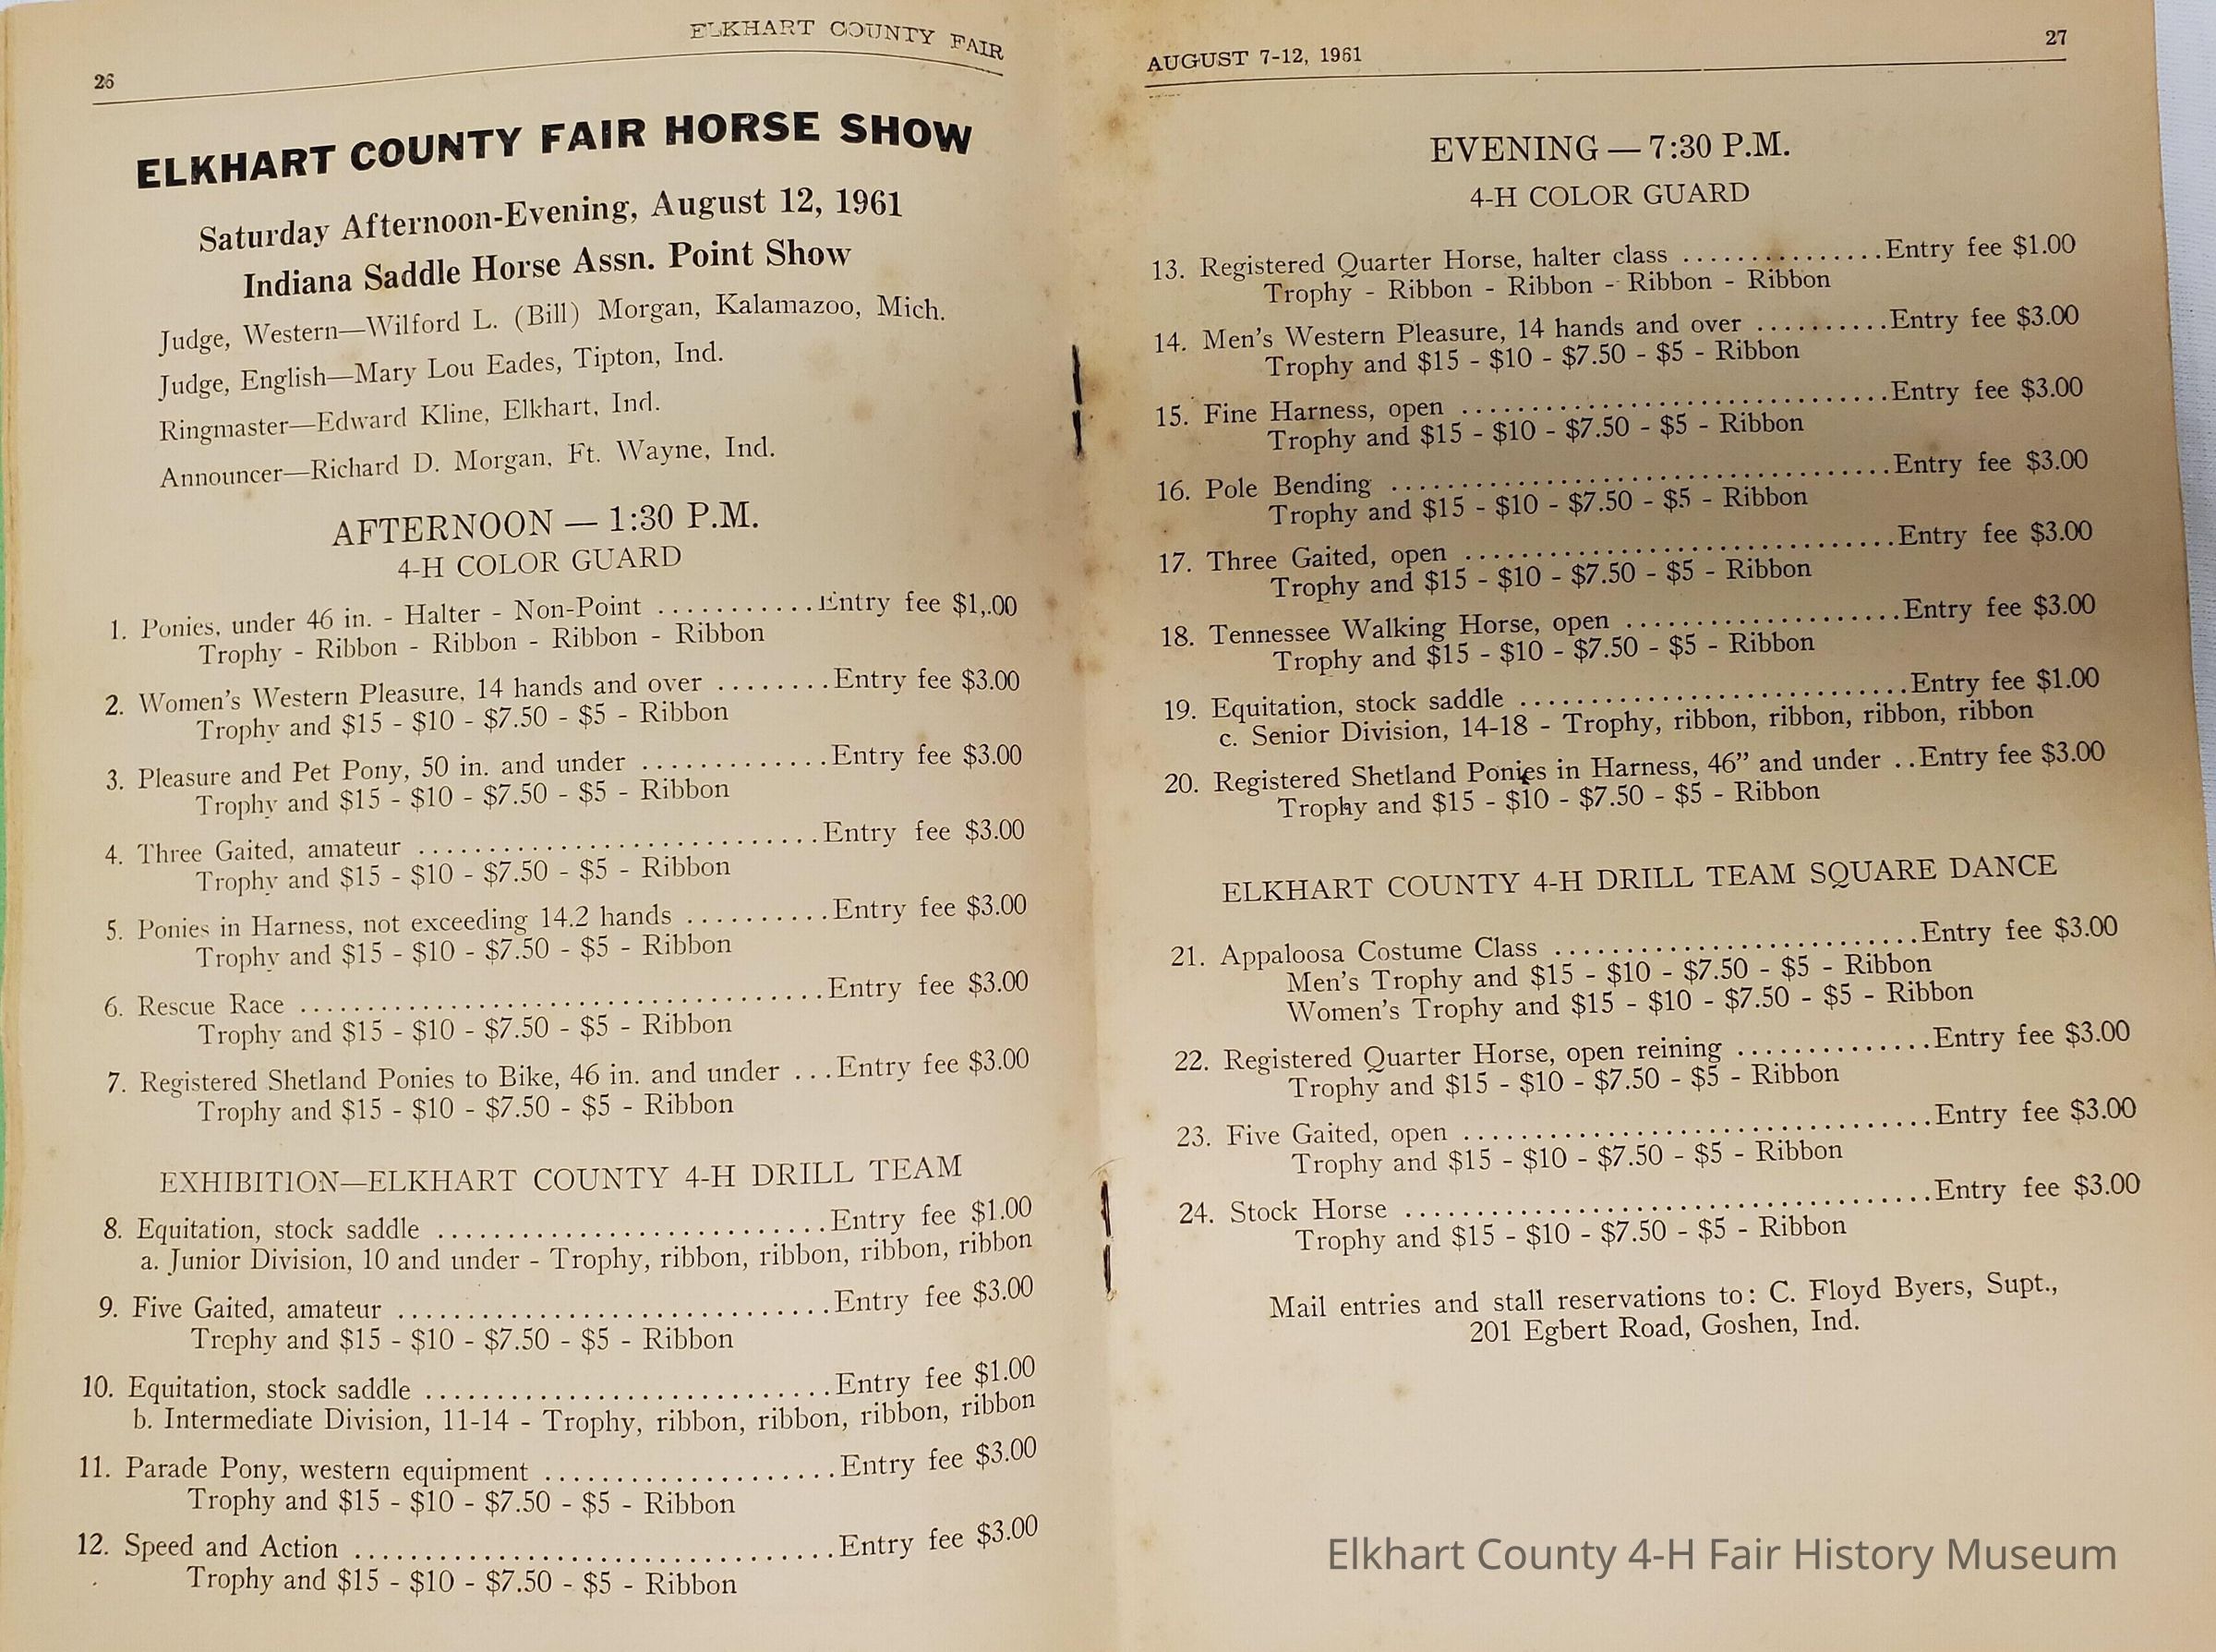 26
ELKHART COUNTY FAIR
ELKHART COUNTY FAIR HORSE SHOW
Saturday Afternoon-Evening, August 12, 1961
Indiana Saddle Horse Assn. Point Show
Judge, Western—Wilford L. (Bill) Morgan, Kalamazoo, Mich.
Judge, English—Mary Lou Eades, Tipton, Ind.
Ringmaster—Edward Kline, Elkhart, Ind.
Announcer—Richard D. Morgan, Ft. Wayne, Ind.
AFTERNOON — 1:30 P.M.
4-H COLOR GUARD
1. Ponies, under 46 in. - Halter - Non-Point ...........Entry fee $1,.00
Trophy - Ribbon - Ribbon - Ribbon - Ribbon
2. Women's Western Pleasure, 14 hands and over ........Entry fee $3.00
Trophy and $15 - $10 - $7.50 - $5 - Ribbon
3. Pleasure and Pet Pony, 50 in. and under .............Entry fee $3.00
Trophy and $15 - $10 - $7.50 - $5 - Ribbon
4. Three Gaited, amateur ............................Entry fee $3.00
Trophy and $15 - $10 - $7.50 - $5 - Ribbon
5. Ponies in Harness, not exceeding 14.2 hands ..........Entry fee $3.00
Trophy and $15 - $10 - $7.50 - $5 - Ribbon
6. Rescue Race .....................................Entry fee $3.00
Trophy and $15 - $10 - $7.50 - $5 - Ribbon
7. Registered Shetland Ponies to Bike, 46 in. and under ...Entry fee $3.00
Trophy and $15 - $10 - $7.50 - $5 - Ribbon
EXHIBITION—ELKHART COUNTY 4-H DRILL TEAM
8. Equitation, stock saddle ...........................Entry fee $1.00
a. Junior Division, 10 and under - Trophy, ribbon, ribbon, ribbon, ribbon
9. Five Gaited, amateur ..............................Entry fee $3.00
Trophy and $15 - $10 - $7.50 - $5 - Ribbon
10. Equitation, stock saddle ............................Entry fee $1.00
b. Intermediate Division, 11-14 - Trophy, ribbon, ribbon, ribbon, ribbon
11. Parade Pony, western equipment ....................Entry fee $3.00
Trophy and $15 - $10 - $7.50 - $5 - Ribbon
12. Speed and Action .................................Entry fee $3.00
Trophy and $15 - $10 - $7.50 - $5 - Ribbon
AUGUST 7-12, 1961
27
EVENING — 7:30 P.M.
4-H COLOR GUARD
13. Registered Quarter Horse, halter class ..............Entry fee $1.00
Trophy - Ribbon - Ribbon - Ribbon - Ribbon
14. Men's Western Pleasure, 14 hands and over ..........Entry fee $3.00
Trophy and $15 - $10 - $7.50 - $5 - Ribbon
15. Fine Harness, open ...............................Entry fee $3.00
Trophy and $15 - $10 - $7.50 - $5 - Ribbon
16. Pole Bending ....................................Entry fee $3.00
Trophy and $15 - $10 - $7.50 - $5 - Ribbon
17. Three Gaited, open ...............................Entry fee $3.00
Trophy and $15 - $10 - $7.50 - $5 - Ribbon
18. Tennessee Walking Horse, open ....................Entry fee $3.00
Trophy and $15 - $10 - $7.50 - $5 - Ribbon
19. Equitation, stock saddle ............................Entry fee $1.00
c. Senior Division, 14-18 - Trophy, ribbon, ribbon, ribbon, ribbon
20. Registered Shetland Ponies in Harness, 46” and under ..Entry fee $3.00
Trophy and $15 - $10 - $7.50 - $5 - Ribbon
ELKHART COUNTY 4-H DRILL TEAM SQUARE DANCE
21. Appaloosa Costume Class ..........................Entry fee $3.00
Men's Trophy and $15 - $10 - $7.50 - $5 - Ribbon
Women's Trophy and $15 - $10 - $7.50 - $5 - Ribbon
22. Registered Quarter Horse, open reining ..............Entry fee $3.00
Trophy and $15 - $10 - $7.50 - $5 - Ribbon
23. Five Gaited, open .................................Entry fee $3.00
Trophy and $15 - $10 - $7.50 - $5 - Ribbon
24. Stock Horse .....................................Entry fee $3.00
Trophy and $15 - $10 - $7.50 - $5 - Ribbon
Mail entries and stall reservations to: C. Floyd Byers, Supt.,
201 Egbert Road, Goshen, Ind.
Elkhart County 4-H Fair History Museum